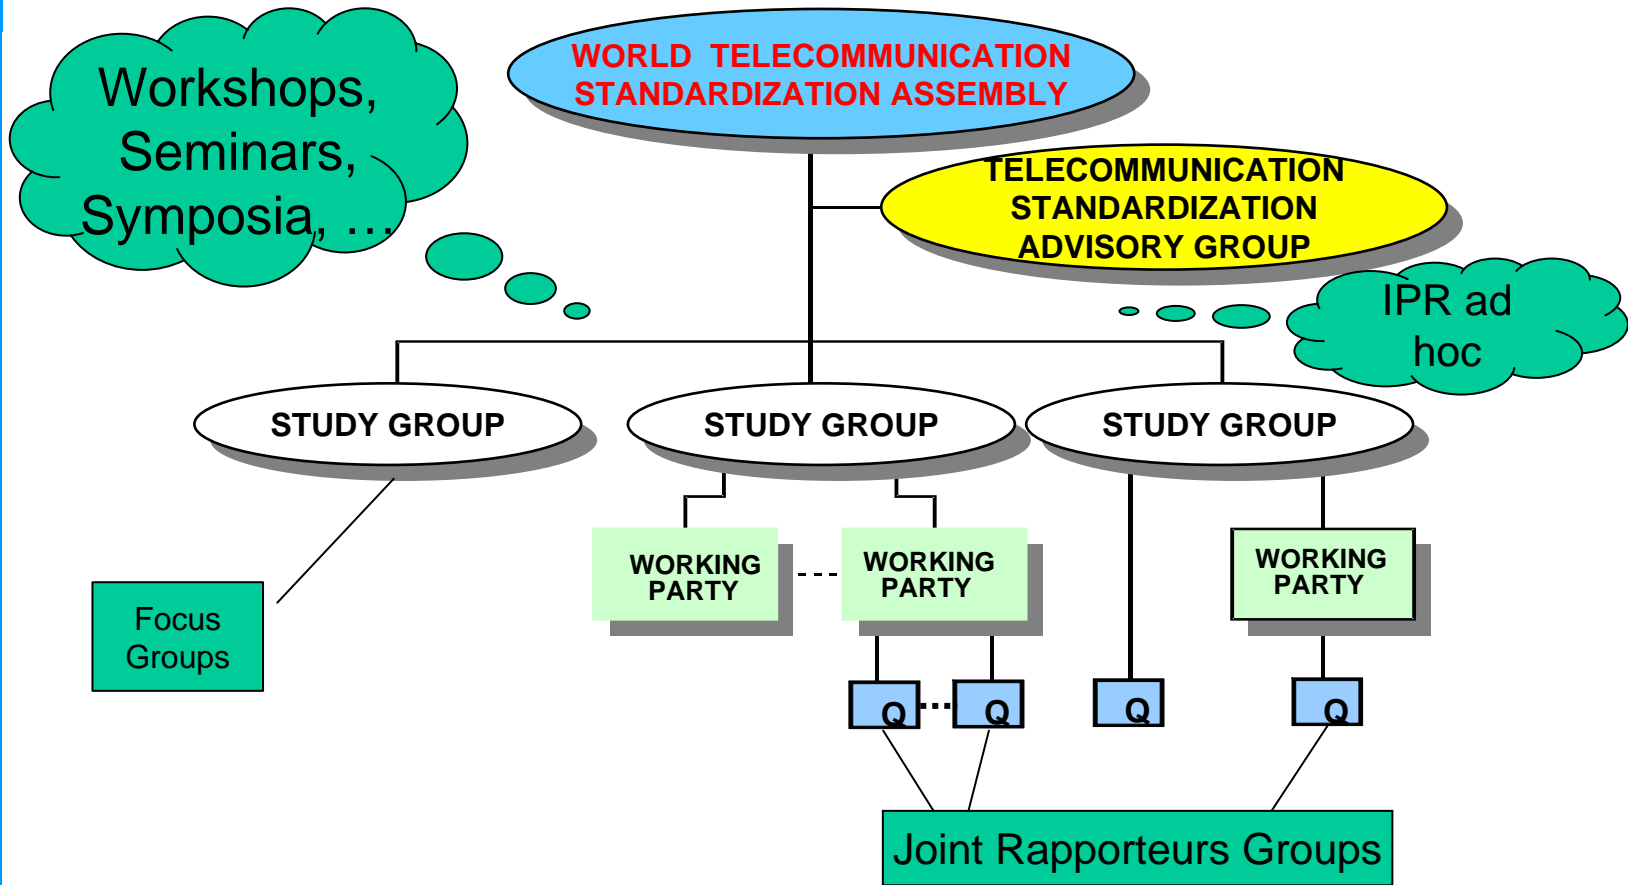 WORLD TELECOMMUNICATION
STANDARDIZATION ASSEMBLY
Workshops,
Seminars,
Symposia, ...
TELECOMMUNICATION
STANDARDIZATION
ADVISORY GROUP
IPR ad
hoc
STUDY GROUP
STUDY GROUP
STUDY GROUP
WORKING
PARTY
WORKING
PARTY
WORKING
PARTY
Focus
Groups
Q
...
Q
Q
Q
Joint Rapporteurs Groups